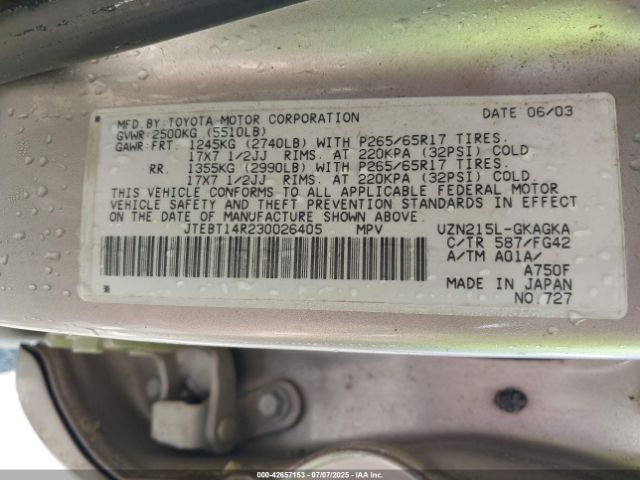 MFD BY: TOYOTA MOTOR CORPORATION DATE 06/03
GVWR: 2500KG (5510LB)
GAWR: FRT. 1245KG (2740LB) WITH P265/65R17 TIRES.
17X7 1/2JJ RIMS. AT 220KPA (32PSI) COLD
RR. 1355KG (2990LB) WITH P265/65R17 TIRES.
17X7 1/2JJ RIMS. AT 220KPA (32PSI) COLD.
THIS VEHICLE CONFORMS TO ALL APPLICABLE FEDERAL MOTOR
VEHICLE SAFETY AND THEFT PREVENTION STANDARDS IN EFFECT
ON THE DATE OF MANUFACTURE SHOWN ABOVE.
JTEBT14R230026405 MPV UZN215L-GKAGKA
C/TR 587/FG42
A/TM A01A/
A750F
MADE IN JAPAN
NO.727
000-42657153 - 07/07/2025 - IAAI.COM